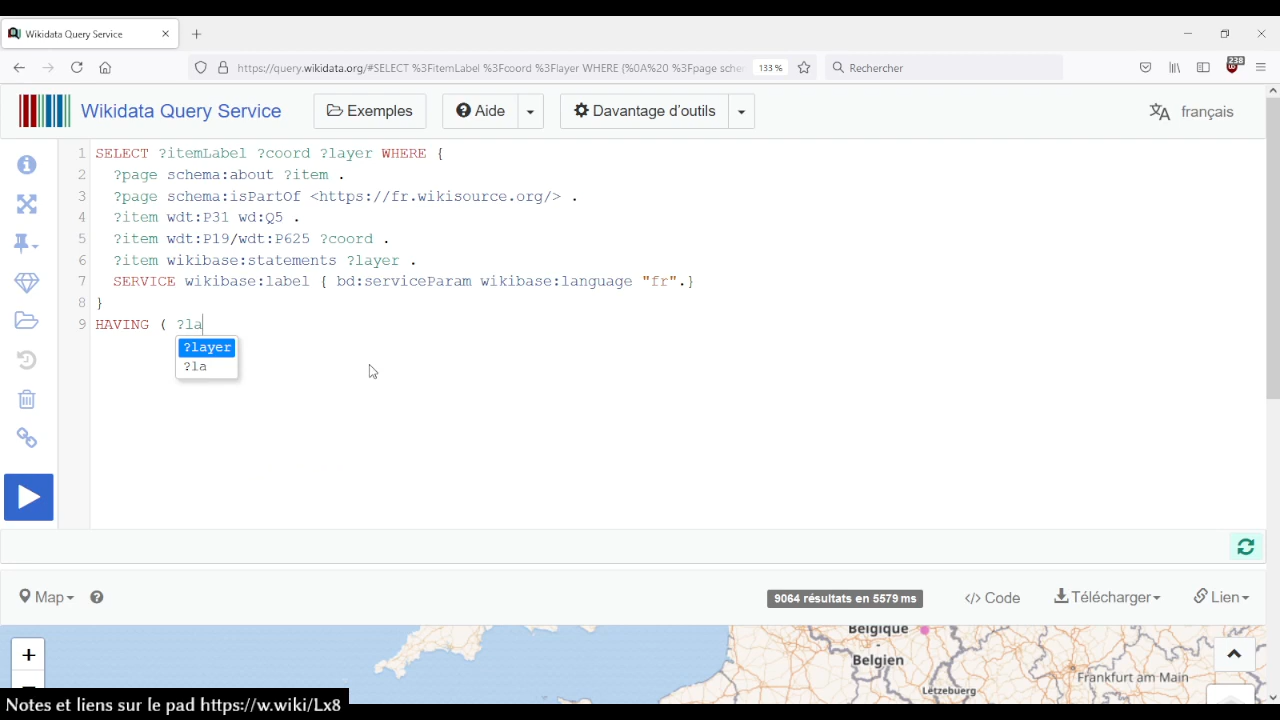 Wikidata Query Service
https://query.wikidata.org/#SELECT %3FitemLabel %3Fcoord %3Flayer WHERE {%0A%20 %3Fpage sche
133 %
Rechercher
238
Wikidata Query Service
Exemples
Aide
Davantage d'outils
français
1 SELECT ?itemLabel ?coord ?layer WHERE {
2 ?page schema:about ?item .
3 ?page schema:isPartOf <https://fr.wikisource.org/> .
4 ?item wdt:P31 wd:Q5 .
5 ?item wdt:P19/wdt:P625 ?coord .
6 ?item wikibase:statements ?layer .
7 SERVICE wikibase:label { bd:serviceParam wikibase:language "fr".}
8 }
9 HAVING ( ?la
?layer
?la
Map
9064 résultats en 5579 ms
</> Code
Télécharger
Lien
+
Belgique
-
Belgien
Frankfurt am Main
Lëtzebuerg
Notes et liens sur le pad https://w.wiki/Lx8